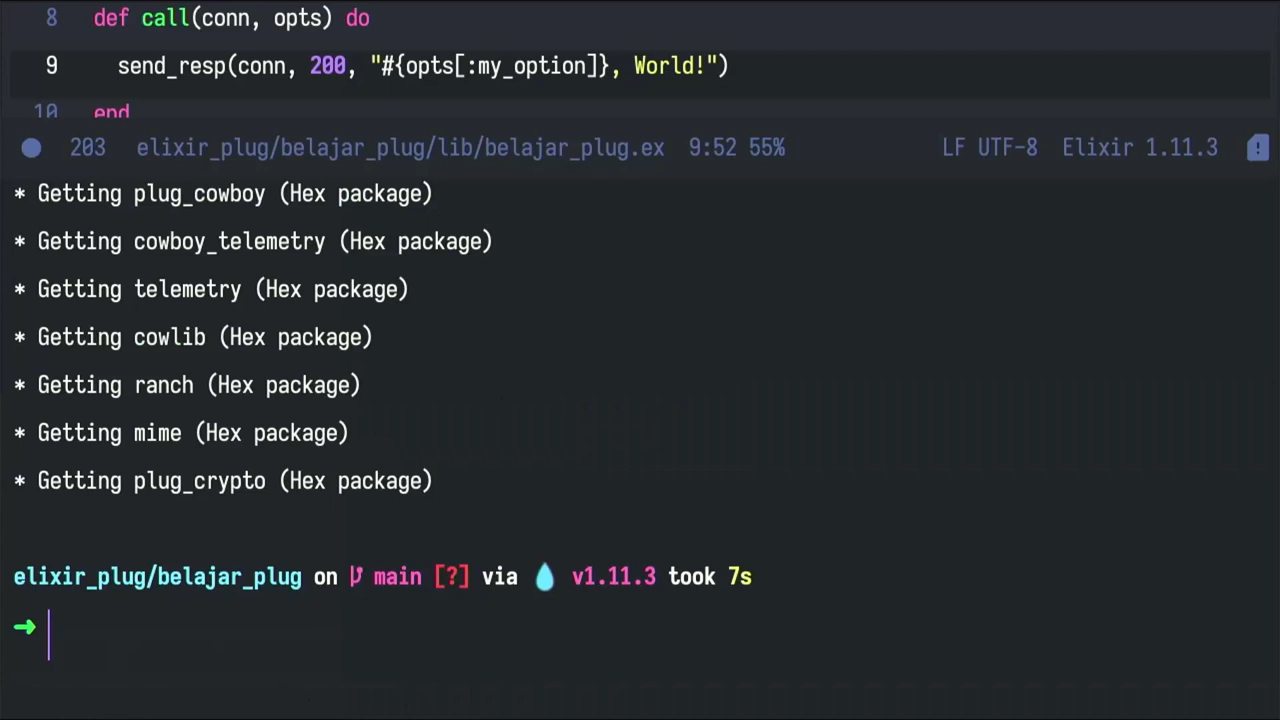 8 def call(conn, opts) do
9 send_resp(conn, 200, "#{opts[:my_option]}, World!")
10 end
203 elixir_plug/belajar_plug/lib/belajar_plug.ex 9:52 55% LF UTF-8 Elixir 1.11.3
* Getting plug_cowboy (Hex package)
* Getting cowboy_telemetry (Hex package)
* Getting telemetry (Hex package)
* Getting cowlib (Hex package)
* Getting ranch (Hex package)
* Getting mime (Hex package)
* Getting plug_crypto (Hex package)
elixir_plug/belajar_plug on main [?] via 💧 v1.11.3 took 7s
➜